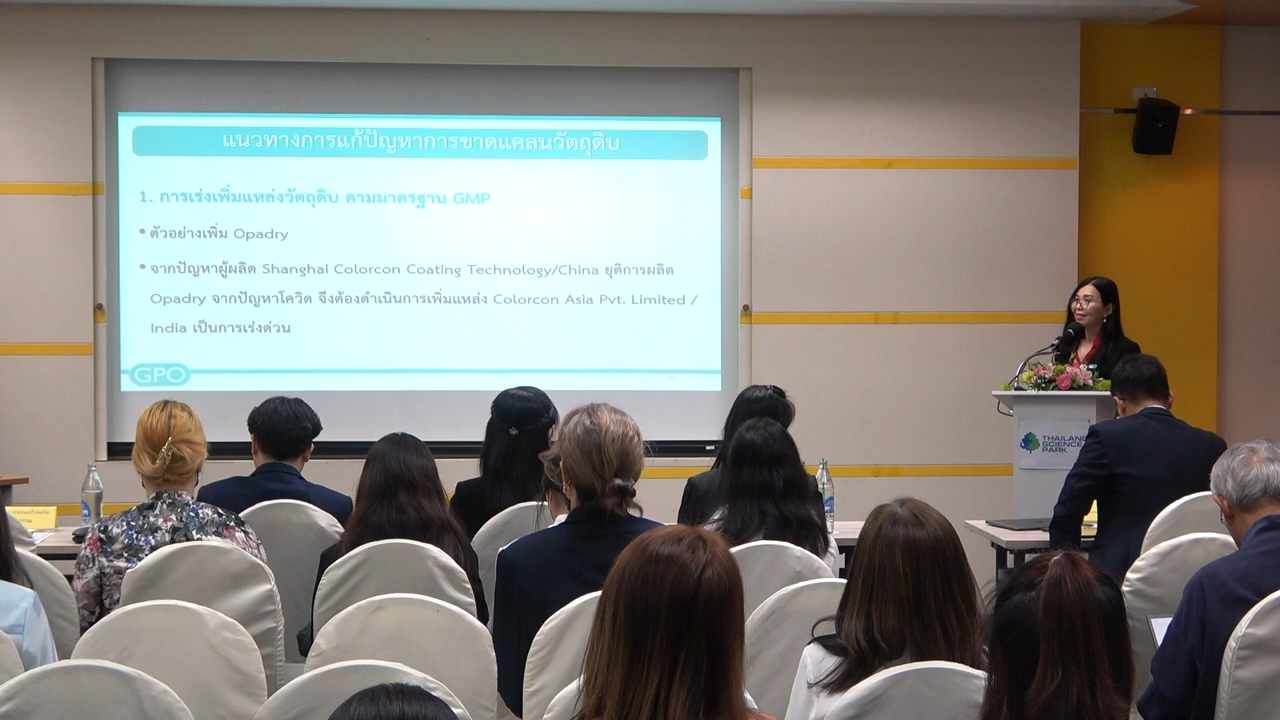 แนวทางการแก้ปัญหาการขาดแคลนวัตถุดิบ
1. การเร่งเพิ่มแหล่งวัตถุดิบ ตามมาตรฐาน GMP
• ตัวอย่างเพิ่ม Opadry
• จากปัญหาผู้ผลิต Shanghai Colorcon Coating Technology/China ยุติการผลิต
Opadry จากปัญหาโควิด จึงต้องดำเนินการเพิ่มแหล่ง Colorcon Asia Pvt. Limited /
India เป็นการเร่งด่วน
GPO
THAILAND
SCIENCE
PARK